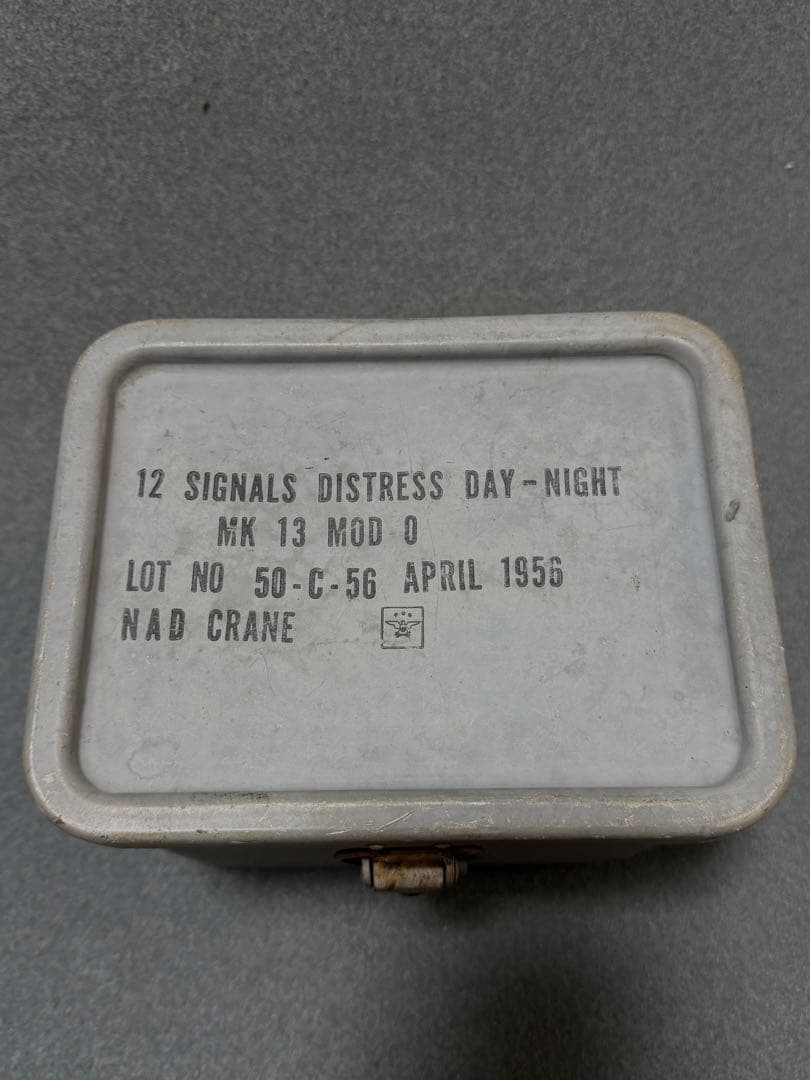 12 SIGNALS DISTRESS DAY-NIGHT
MK 13 MOD 0
LOT NO 50-C-56 APRIL 1956
NAD CRANE